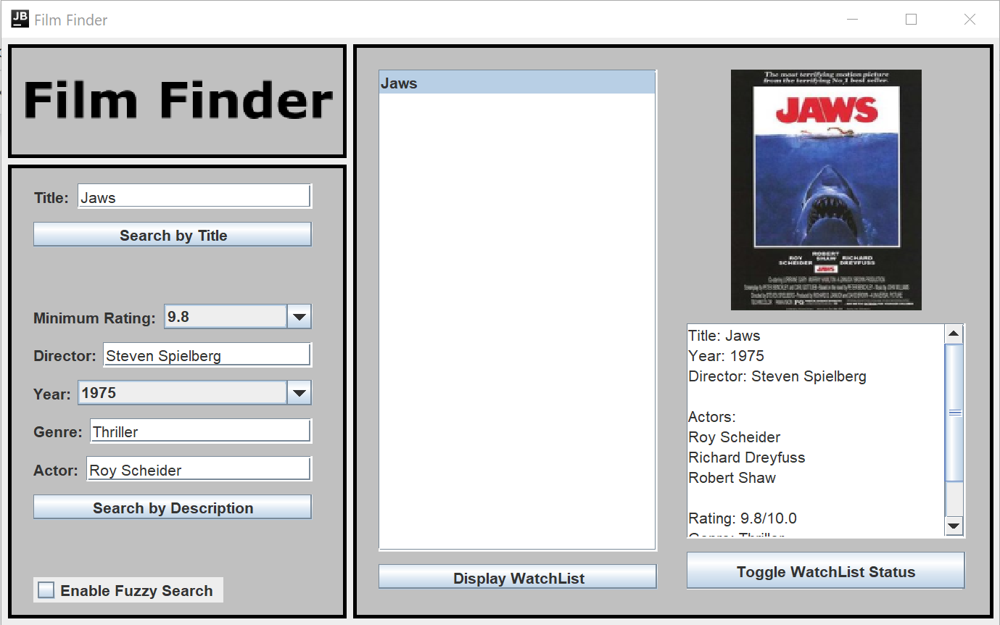 JB
Film Finder
Film Finder
Title: Jaws
Search by Title
Minimum Rating: 9.8
Director: Steven Spielberg
Year: 1975
Genre: Thriller
Actor: Roy Scheider
Search by Description
Enable Fuzzy Search
Jaws
Display WatchList
The most terrifying motion picture
from the terrifying No.1 best seller.
JAWS
ROY SCHEIDER
ROBERT SHAW
RICHARD DREYFUSS
JAWS
PG
Title: Jaws
Year: 1975
Director: Steven Spielberg
Actors:
Roy Scheider
Richard Dreyfuss
Robert Shaw
Rating: 9.8/10.0
Genre: Thriller
Toggle WatchList Status